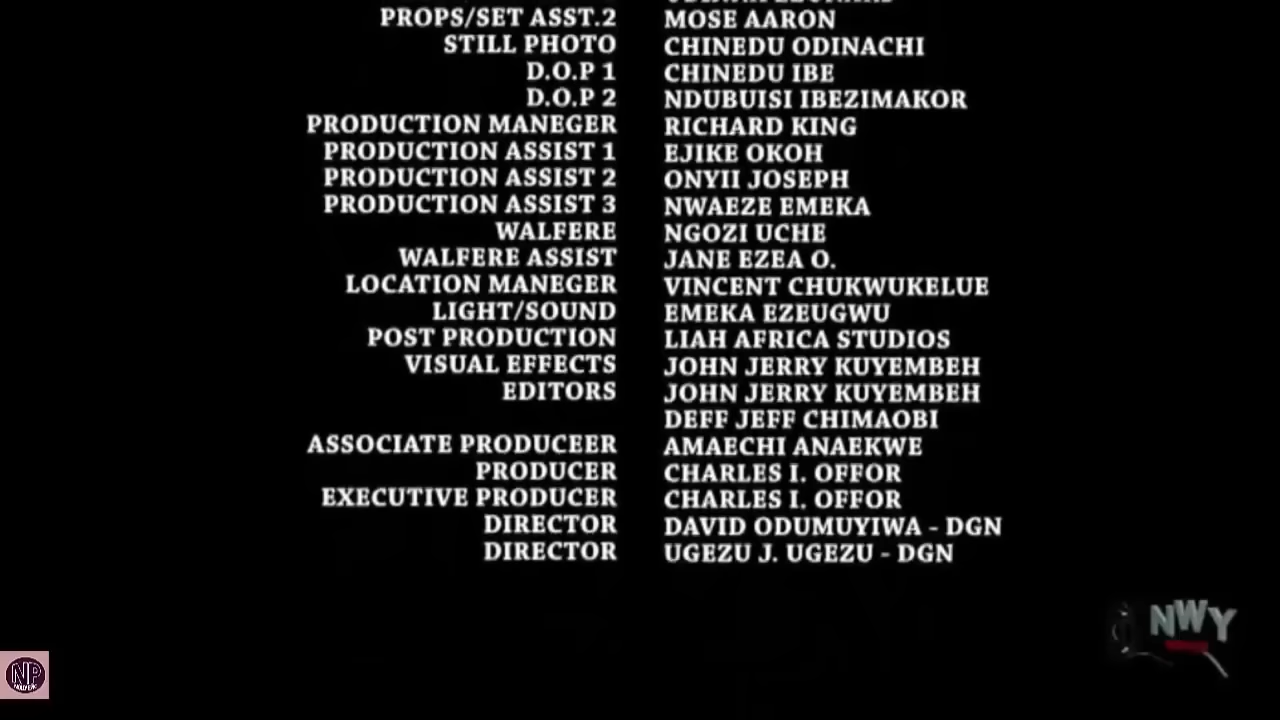 PROPS/SET ASST.2 MOSE AARON
STILL PHOTO CHINEDU ODINACHI
D.O.P 1 CHINEDU IBE
D.O.P 2 NDUBUISI IBEZIMAKOR
PRODUCTION MANEGER RICHARD KING
PRODUCTION ASSIST 1 EJIKE OKOH
PRODUCTION ASSIST 2 ONYII JOSEPH
PRODUCTION ASSIST 3 NWAEZE EMEKA
WALFERE NGOZI UCHE
WALFERE ASSIST JANE EZEA O.
LOCATION MANEGER VINCENT CHUKWUKELUE
LIGHT/SOUND EMEKA EZEUGWU
POST PRODUCTION LIAH AFRICA STUDIOS
VISUAL EFFECTS JOHN JERRY KUYEMBEH
EDITORS JOHN JERRY KUYEMBEH
DEFF JEFF CHIMAOBI
ASSOCIATE PRODUCEER AMAECHI ANAEKWE
PRODUCER CHARLES I. OFFOR
EXECUTIVE PRODUCER CHARLES I. OFFOR
DIRECTOR DAVID ODUMUYIWA - DGN
DIRECTOR UGEZU J. UGEZU - DGN
NWY
NP